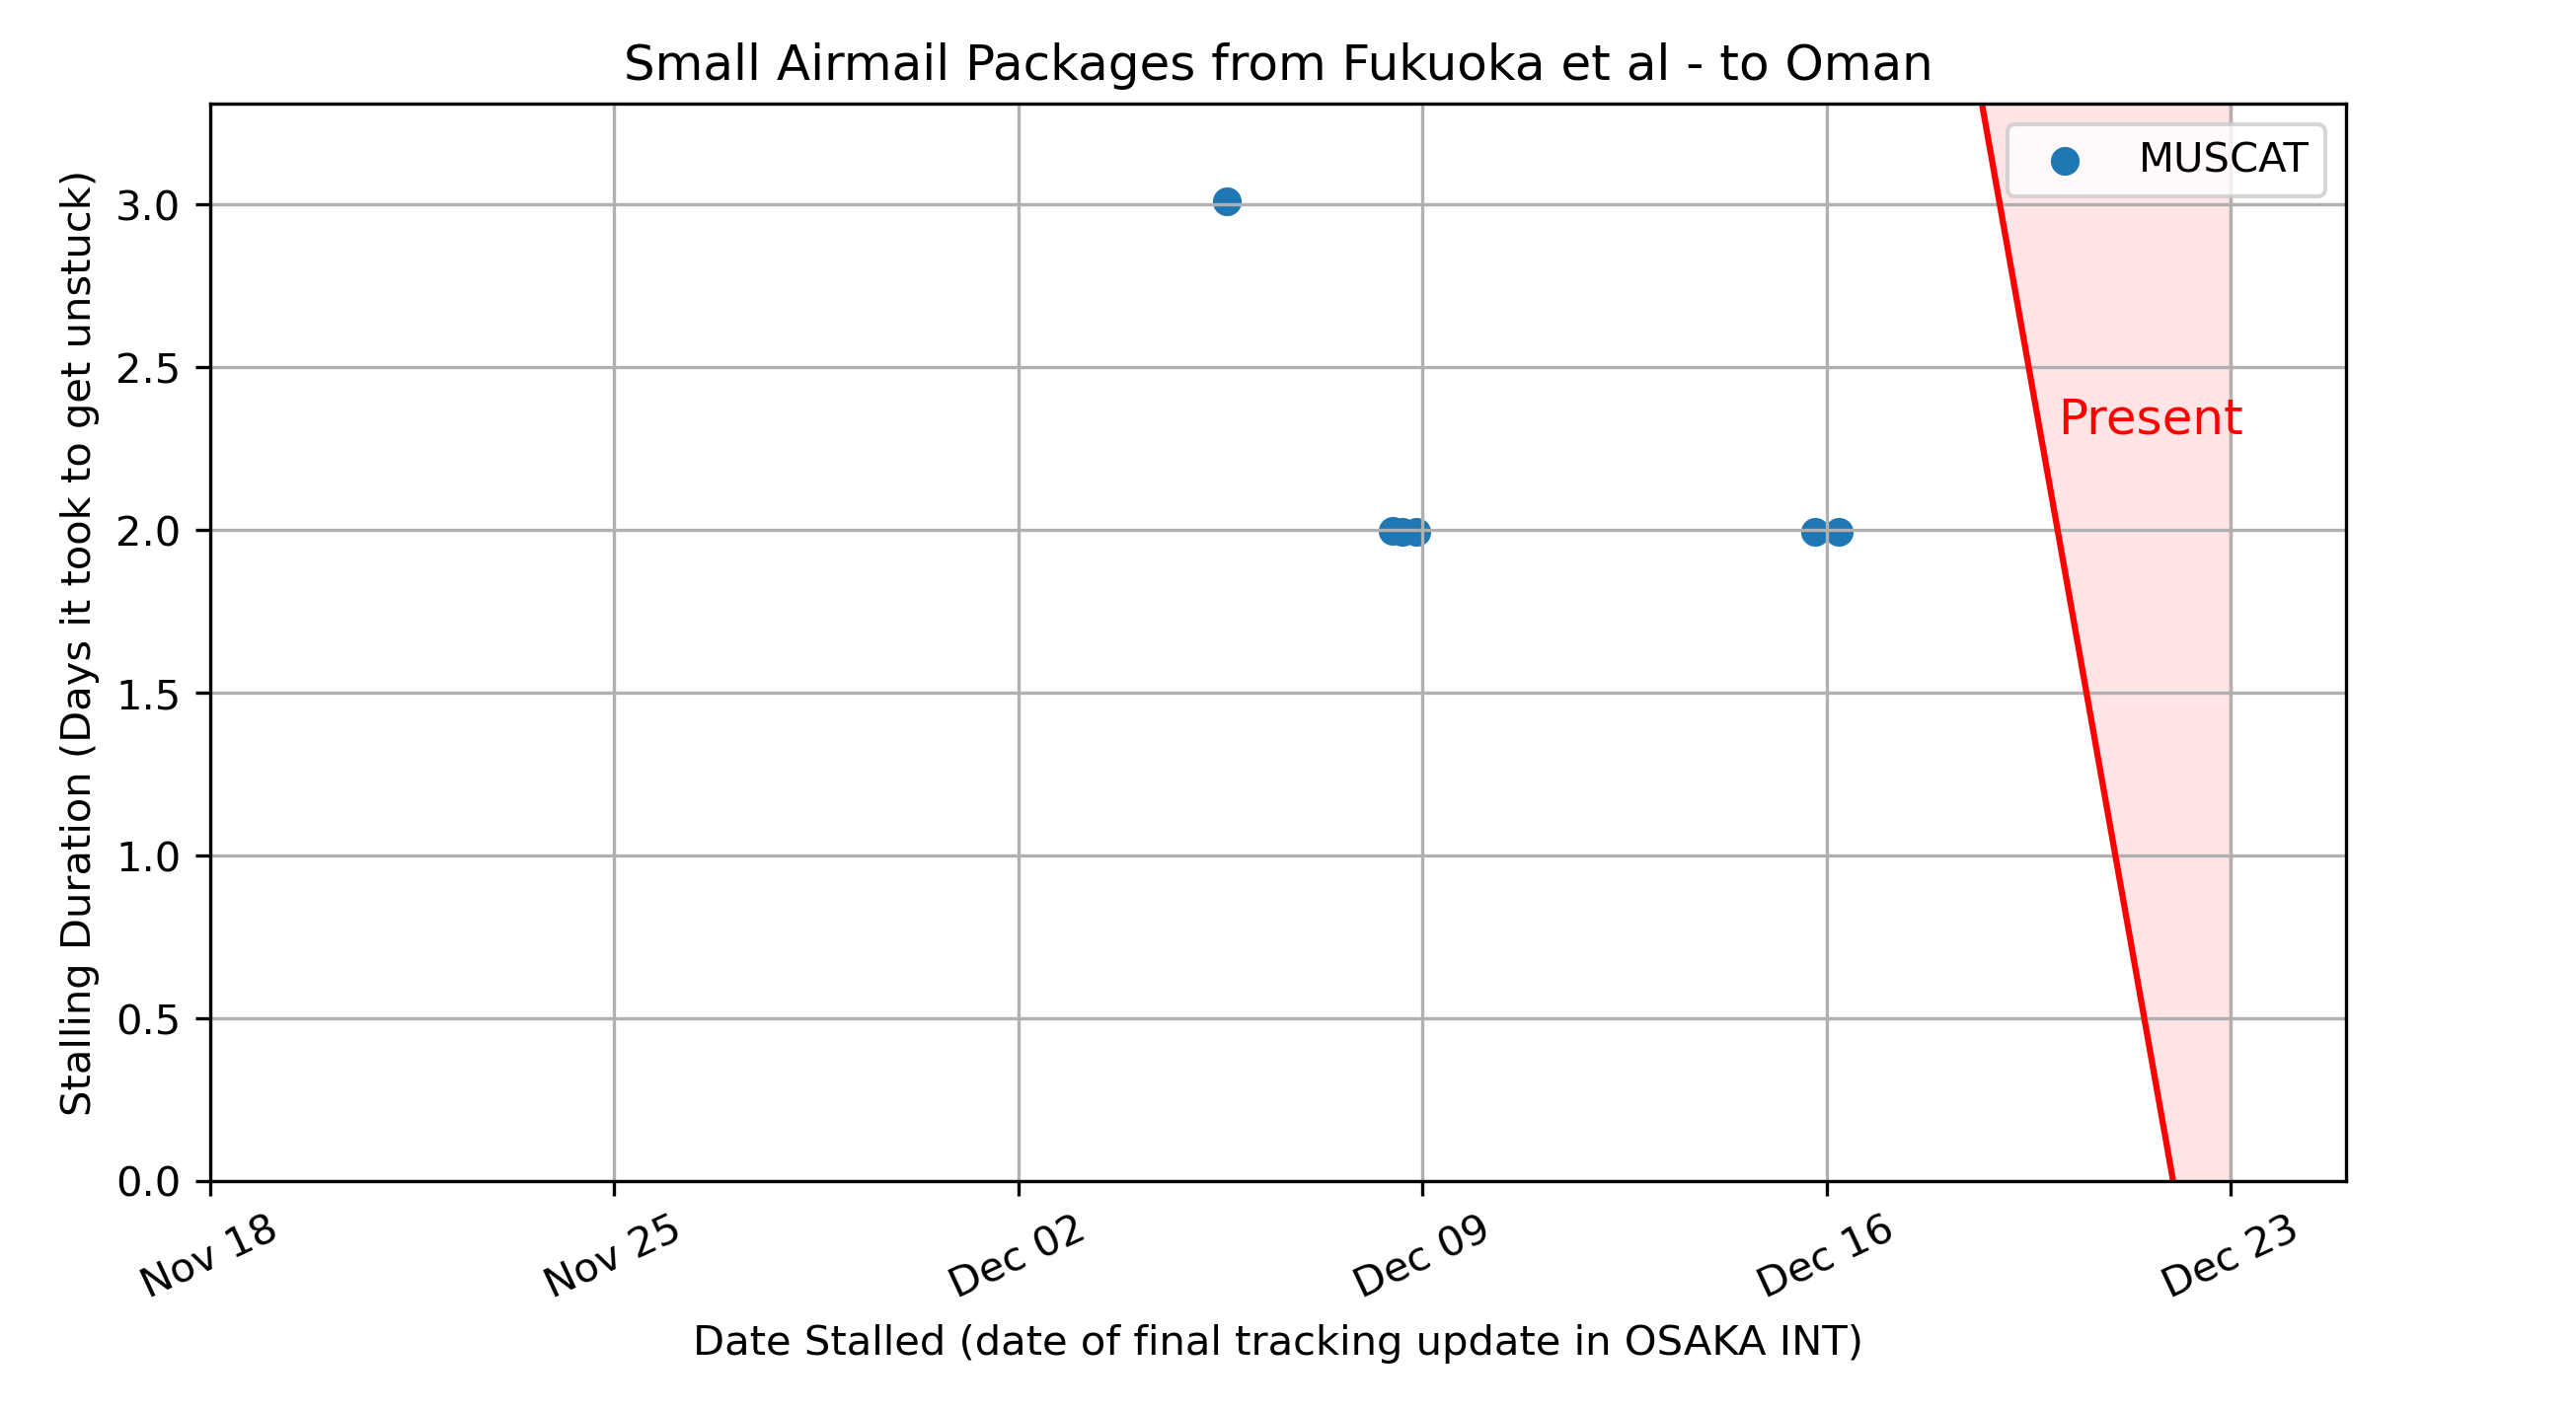 Small Airmail Packages from Fukuoka et al - to Oman
MUSCAT
Present
Stalling Duration (Days it took to get unstuck)
3.0
2.5
2.0
1.5
1.0
0.5
0.0
Nov 18
Nov 25
Dec 02
Dec 09
Dec 16
Dec 23
Date Stalled (date of final tracking update in OSAKA INT)